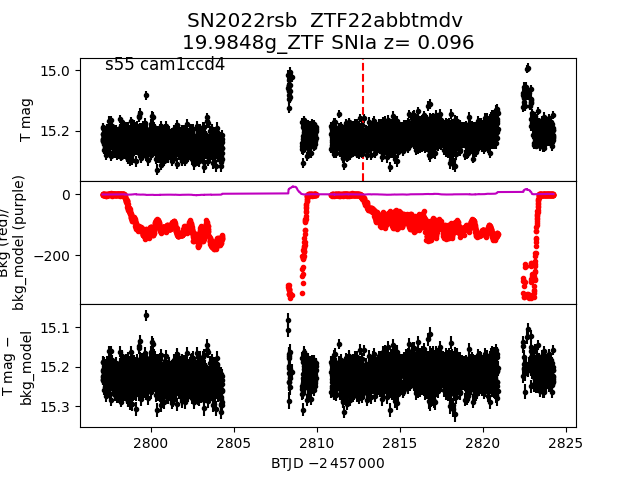 SN2022rsb  ZTF22abbtmdv
19.9848g_ZTF SNIa z= 0.096
s55 cam1ccd4
15.0
15.2
T mag
0
−200
Bkg (red)/
bkg_model (purple)
15.1
15.2
15.3
T mag −
bkg_model
2800 2805 2810 2815 2820 2825
BTJD −2 457 000